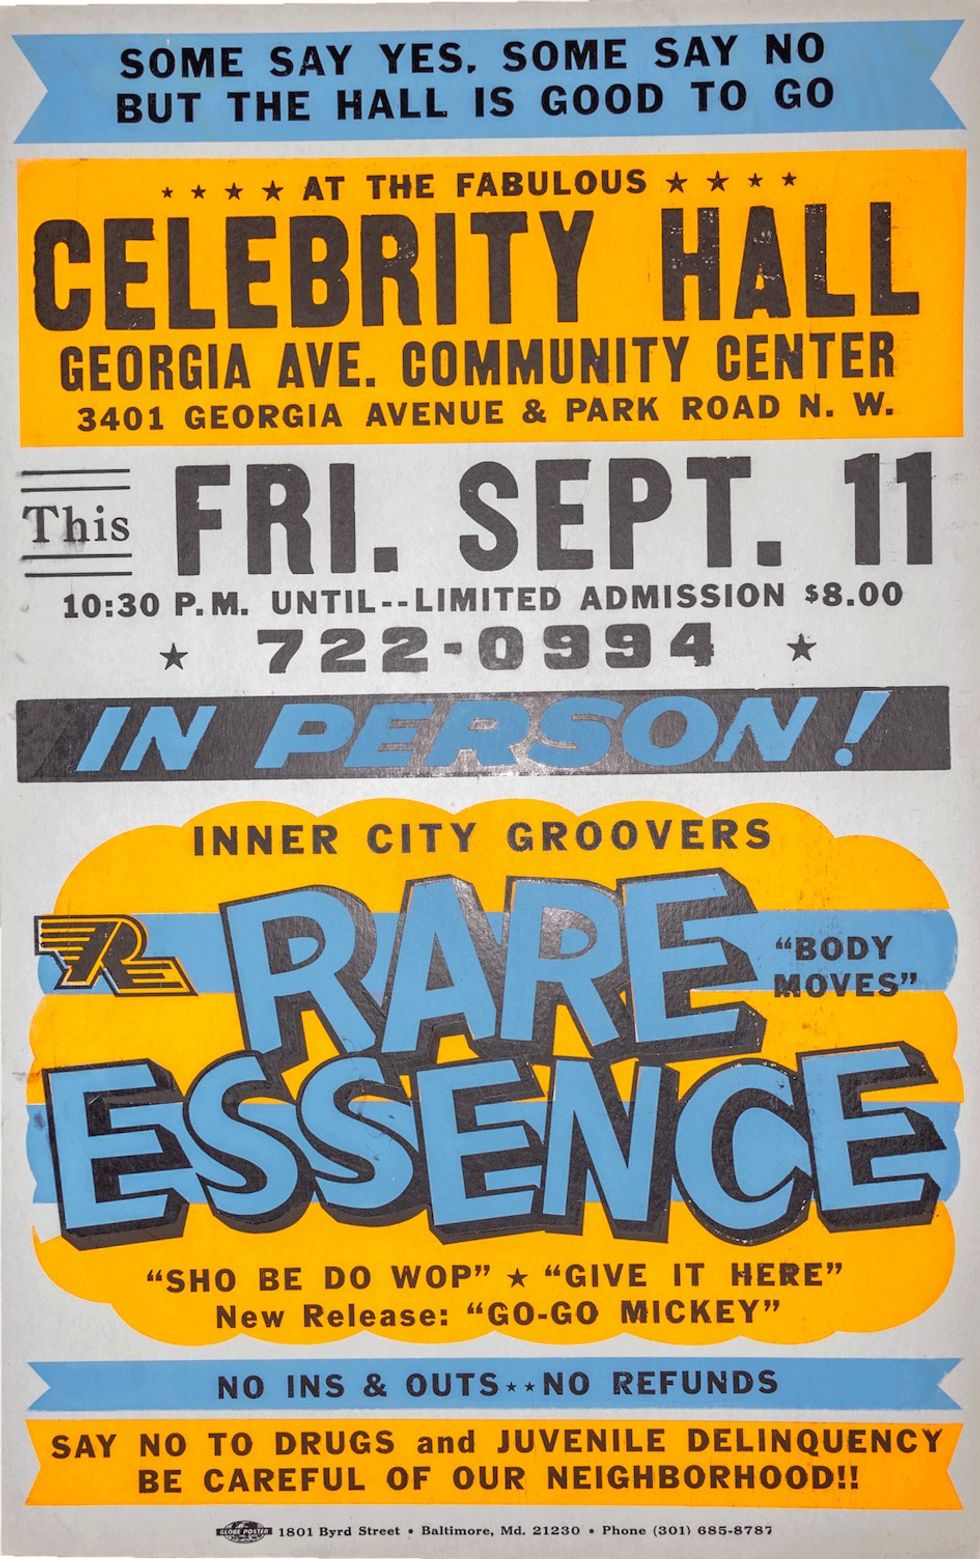 SOME SAY YES. SOME SAY NO
BUT THE HALL IS GOOD TO GO
AT THE FABULOUS
CELEBRITY HALL
GEORGIA AVE. COMMUNITY CENTER
3401 GEORGIA AVENUE & PARK ROAD N. W.
This FRI. SEPT. 11
10:30 P.M. UNTIL--LIMITED ADMISSION $8.00
★ 722-0994 ★
IN PERSON!
INNER CITY GROOVERS
R RARE
"BODY
MOVES"
ESSENCE
"SHO BE DO WOP" ★ "GIVE IT HERE"
New Release: "GO-GO MICKEY"
NO INS & OUTS★★NO REFUNDS
SAY NO TO DRUGS and JUVENILE DELINQUENCY
BE CAREFUL OF OUR NEIGHBORHOOD!!
GLOBE POSTER 1801 Byrd Street • Baltimore, Md. 21230 • Phone (301) 685-8787